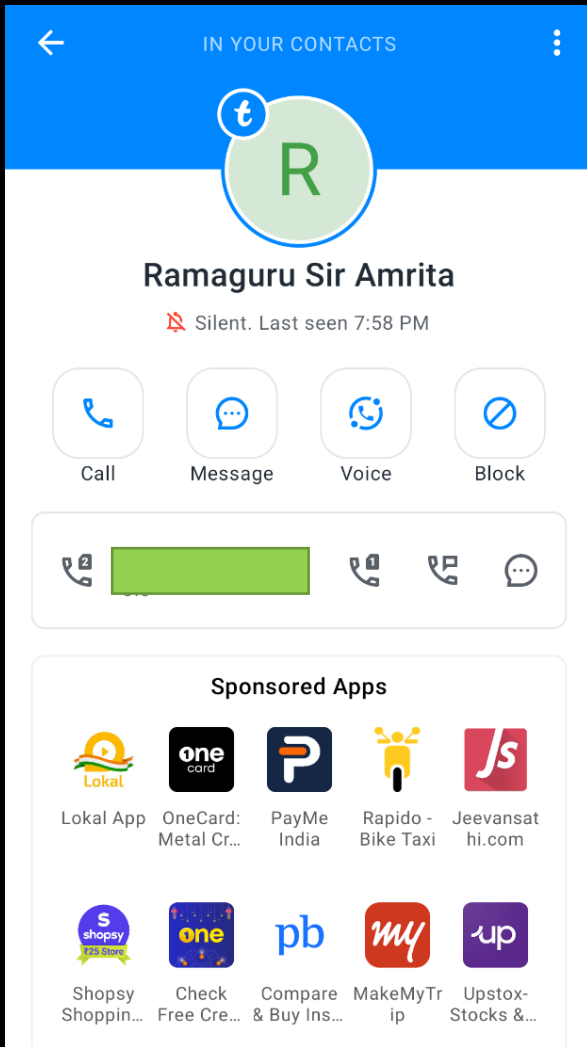 IN YOUR CONTACTS
t
R
Ramaguru Sir Amrita
Silent. Last seen 7:58 PM
Call Message Voice Block
2 1
Sponsored Apps
Lokal
one
card
P
Js
Lokal App OneCard: PayMe Rapido - Jeevansat
Metal Cr... India Bike Taxi hi.com
S
shopsy
₹25 Store
one
pb
my
up
Shopsy Check Compare MakeMyTr Upstox-
Shoppin... Free Cre... & Buy Ins... ip Stocks &...